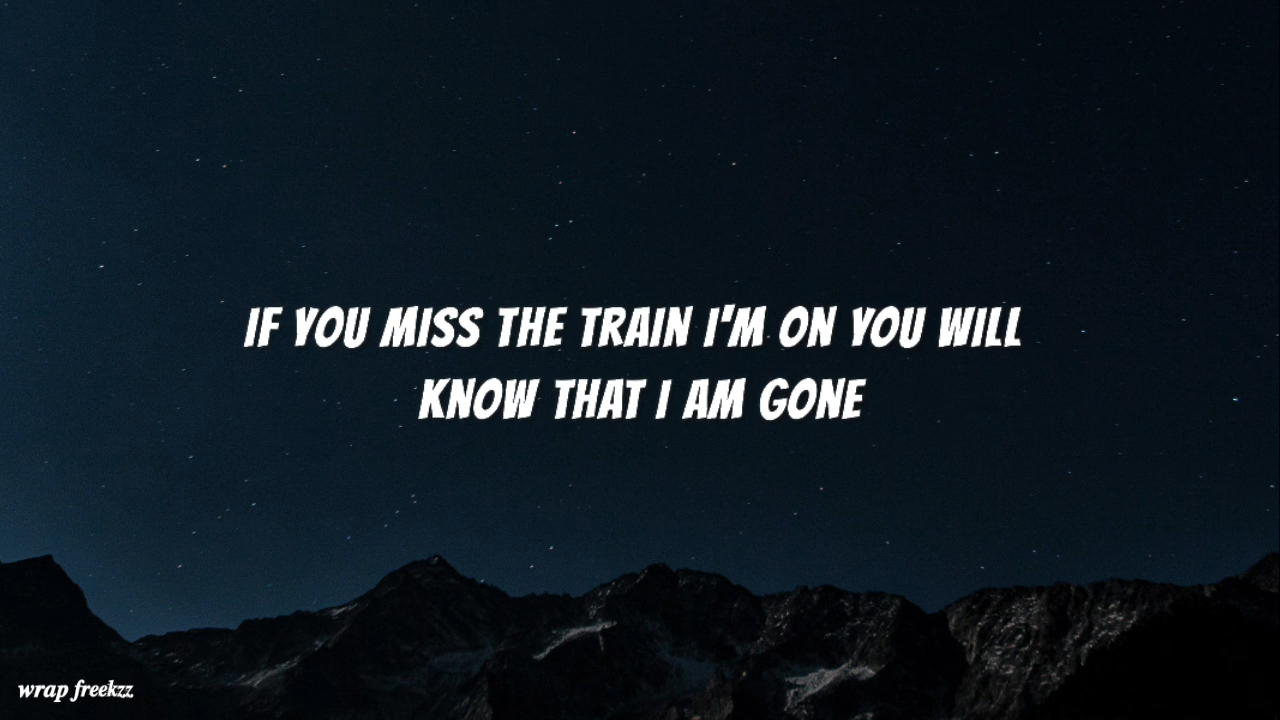 IF YOU MISS THE TRAIN I'M ON YOU WILL
KNOW THAT I AM GONE
wrap freekzz